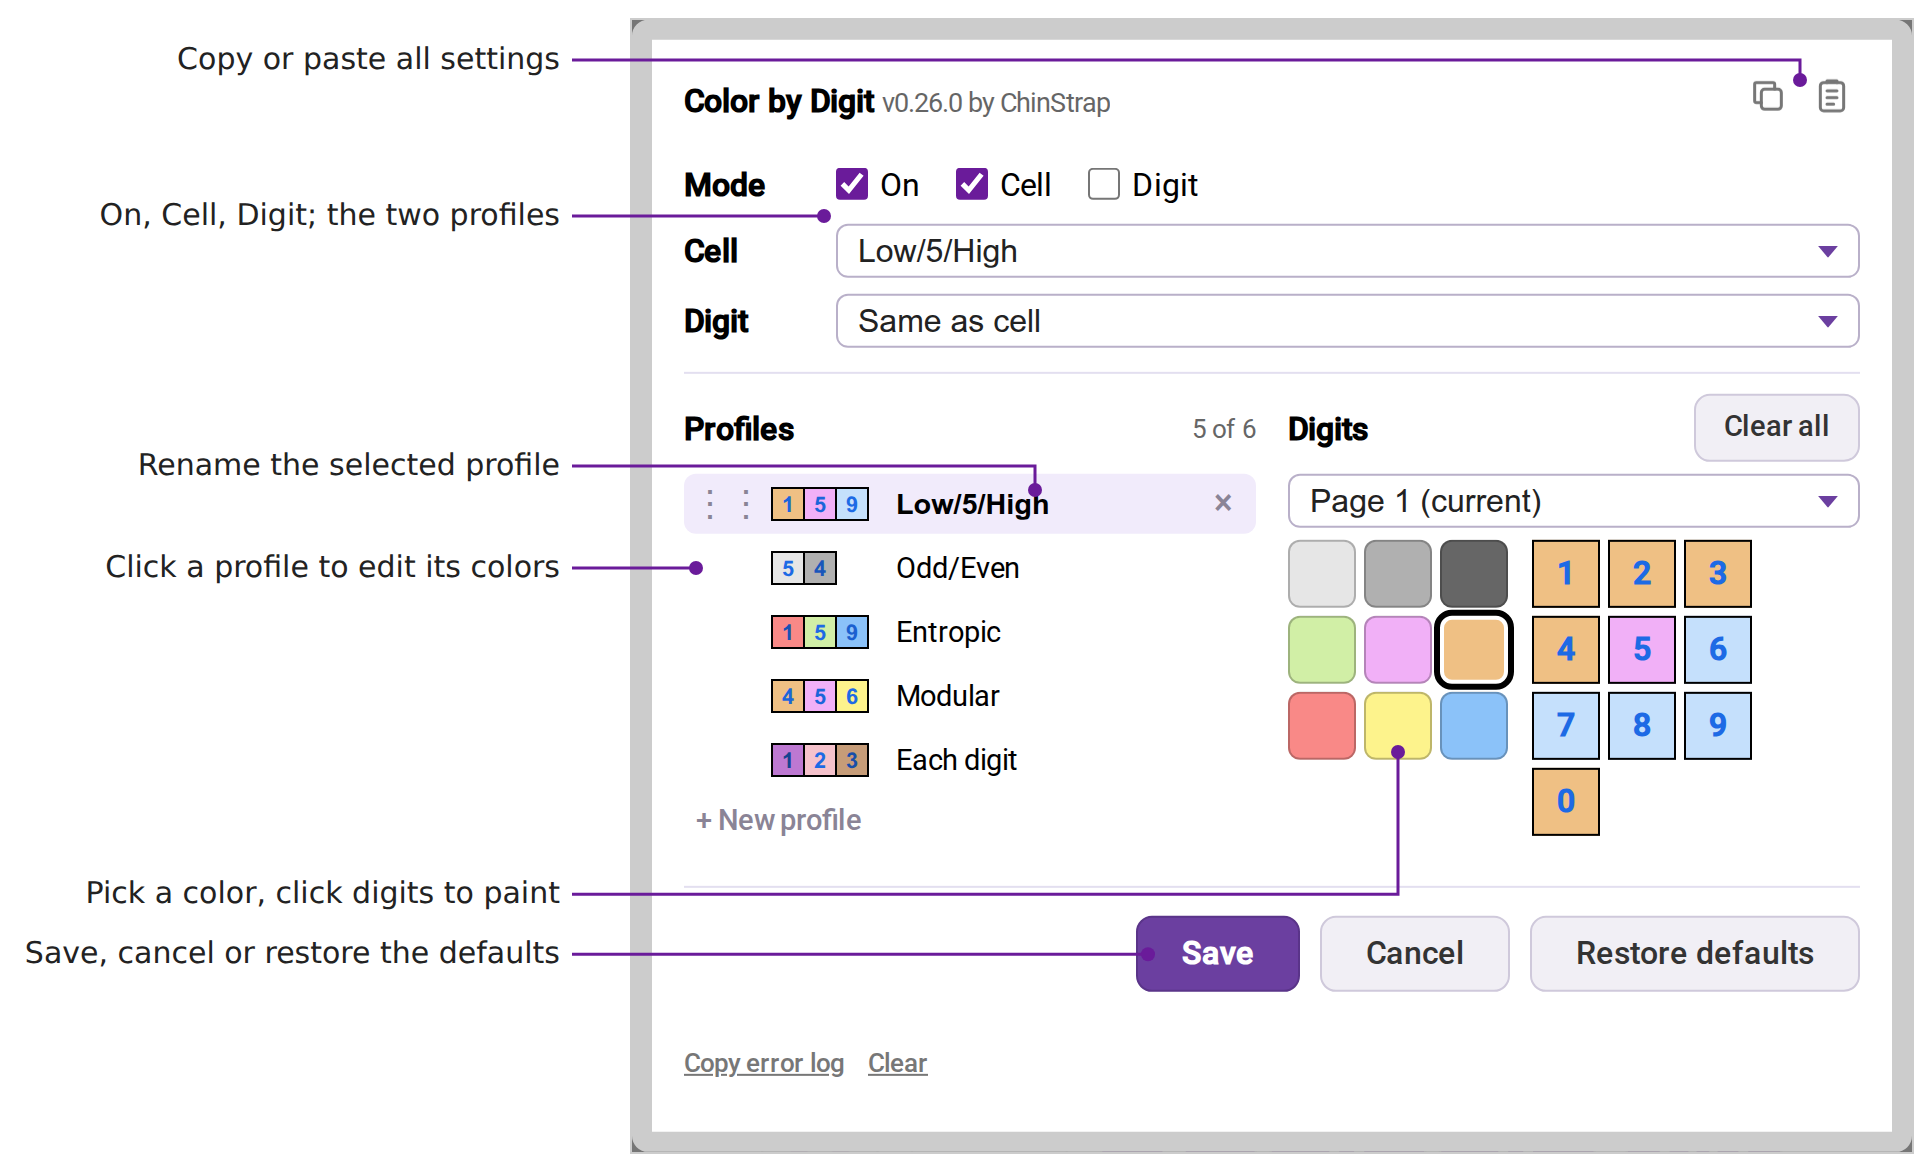 Copy or paste all settings
Color by Digit v0.26.0 by ChinStrap
Mode On Cell Digit
On, Cell, Digit; the two profiles
Cell Low/5/High
Digit Same as cell
Profiles 5 of 6 Digits Clear all
Rename the selected profile
1 5 9 Low/5/High × Page 1 (current)
Click a profile to edit its colors
5 4 Odd/Even 1 2 3
1 5 9 Entropic 4 5 6
4 5 6 Modular 7 8 9
1 2 3 Each digit 0
+ New profile
Pick a color, click digits to paint
Save, cancel or restore the defaults
Save Cancel Restore defaults
Copy error log Clear